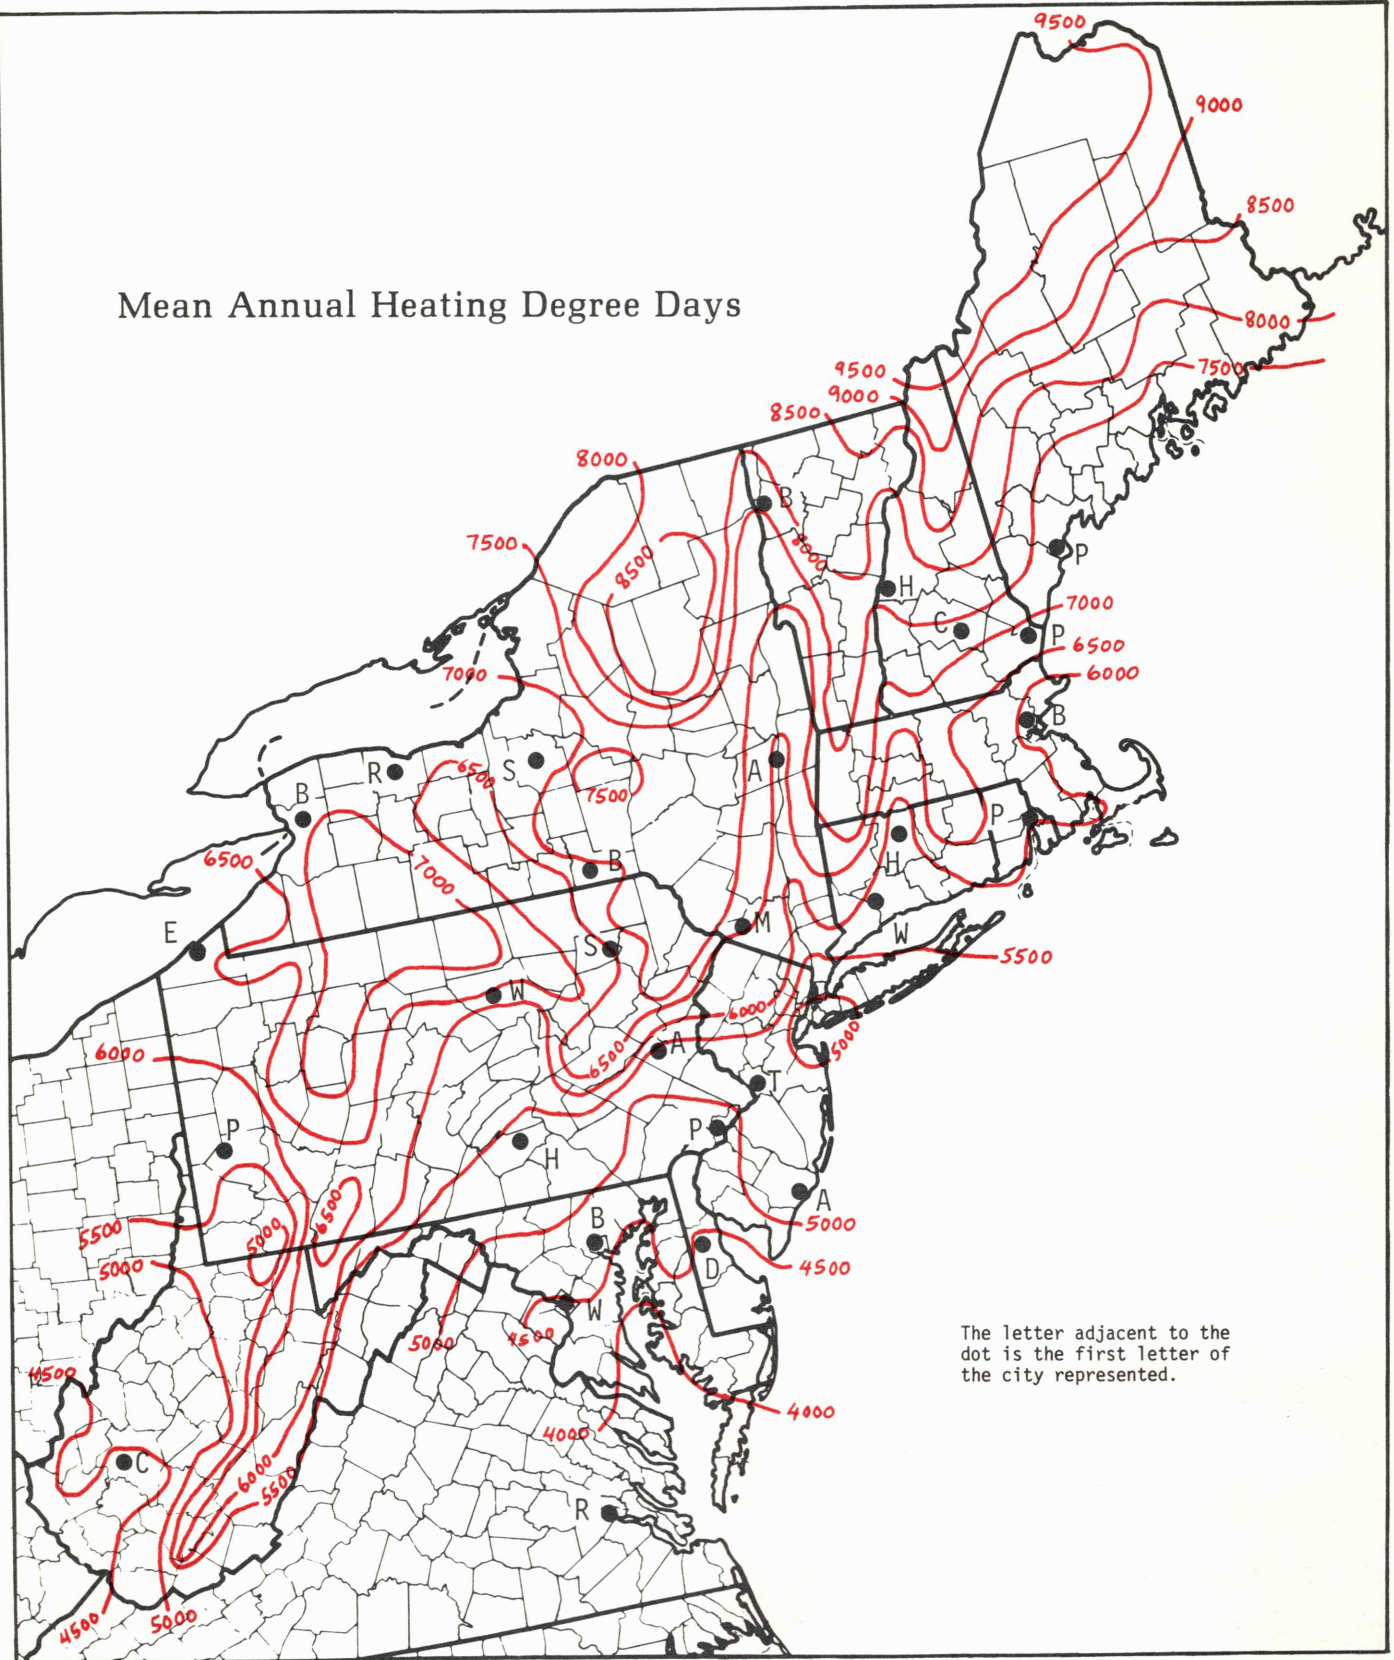 9500
9000
8500
Mean Annual Heating Degree Days
8000
7500
9500
9000
8500
8000
7500
B
8500
8000
P
H
7000
C
P
6500
7000
6000
B
R
S
6500
A
7500
B
P
6500
7000
B
H
E
M
W
S
5500
W
6000
5000
6000
6500
A
T
P
P
H
A
6500
5500
5000
B
5000
5000
D
4500
W
4500
5000
The letter adjacent to the
dot is the first letter of
the city represented.
4500
4000
4000
C
6000
5500
R
4500
5000